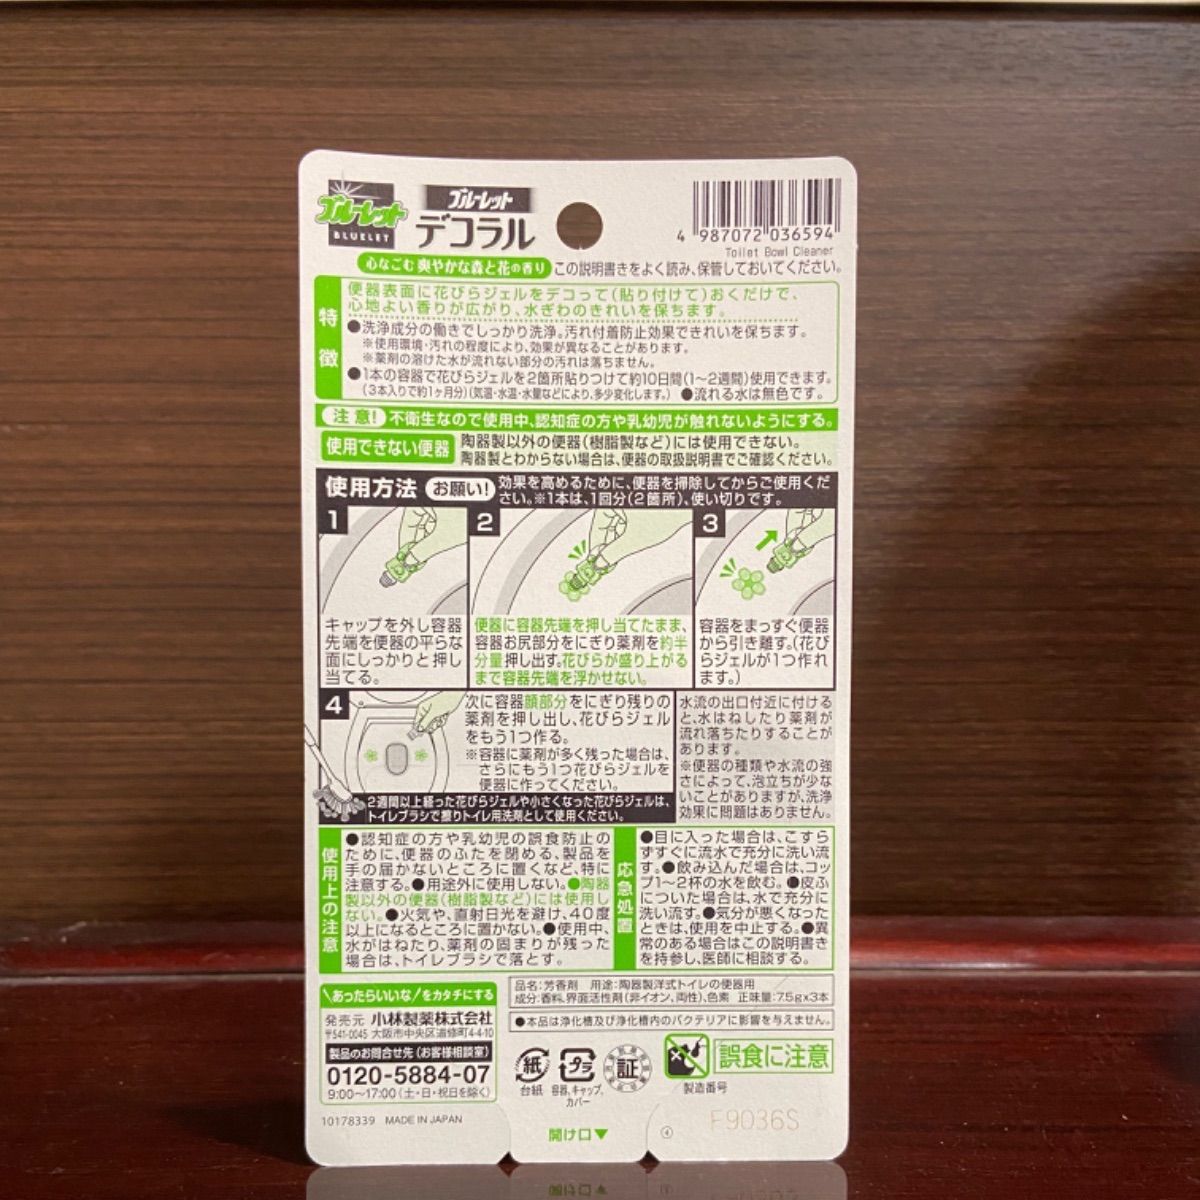 ブルーレット
BLUELET
ブルーレット
デコラル
4 987072 036594
Toilet Bowl Cleaner
心なごむ 爽やかな森と花の香り
この説明書きをよく読み、保管しておいてください。
特徴
便器表面に花びらジェルをデコって(貼り付けて)おくだけで、
心地よい香りが広がり、水ぎわのきれいを保ちます。
●洗浄成分の働きでしっかり洗浄。汚れ付着防止効果できれいを保ちます。
※使用環境・汚れの程度により、効果が異なることがあります。
※薬剤の溶けた水が流れない部分の汚れは落ちません。
●1本の容器で花びらジェルを2箇所貼りつけて約10日間(1〜2週間)使用できます。
(3本入りで約1ヶ月分)(気温・水温・水量などにより、多少変化します。) ●流れる水は無色です。
注意! 不衛生なので使用中、認知症の方や乳幼児が触れないようにする。
使用できない便器
陶器製以外の便器(樹脂製など)には使用できない。
陶器製とわからない場合は、便器の取扱説明書でご確認ください。
使用方法 お願い!
効果を高めるために、便器を掃除してからご使用くだ
さい。※1本は、1回分(2箇所)、使い切りです。
1
キャップを外し容器
先端を便器の平らな
面にしっかりと押し
当てる。
2
便器に容器先端を押し当てたまま、
容器お尻部分をにぎり薬剤を約半
分量押し出す。花びらが盛り上がる
まで容器先端を浮かせない。
3
容器をまっすぐ便器
から引き離す。(花び
らジェルが1つ作れ
ます。)
4
次に容器顔部分をにぎり残りの
薬剤を押し出し、花びらジェル
をもう1つ作る。
※容器に薬剤が多く残った場合は、
さらにもう1つ花びらジェルを
便器に作ってください。
2週間以上経った花びらジェルや小さくなった花びらジェルは、
トイレブラシで擦りトイレ用洗剤として使用ください。
水流の出口付近に付ける
と、水はねしたり薬剤が
流れ落ちたりすることが
あります。
※便器の種類や水流の強
さによって、泡立ちが少な
いことがありますが、洗浄
効果に問題はありません。
使用上の注意
●認知症の方や乳幼児の誤食防止の
ために、便器のふたを閉める、製品を
手の届かないところに置くなど、特に
注意する。●用途外に使用しない。●陶器
製以外の便器(樹脂製など)には使用し
ない。●火気や、直射日光を避け、40度
以上になるところに置かない。●使用中、
水がはねたり、薬剤の固まりが残った
場合は、トイレブラシで落とす。
応急処置
●目に入った場合は、こすら
ずすぐに流水で充分に洗い流
す。●飲み込んだ場合は、コッ
プ1〜2杯の水を飲む。●皮ふ
についた場合は、水で充分に
洗い流す。●気分が悪くなった
ときは、使用を中止する。●異
常のある場合はこの説明書き
を持参し、医師に相談する。
\あったらいいな/をカタチにする
発売元 小林製薬株式会社
〒541-0045 大阪市中央区道修町4-4-10
製品のお問合せ先(お客様相談室)
0120-5884-07
9:00〜17:00(土・日・祝日を除く)
10178339 MADE IN JAPAN
品名:芳香剤 用途:陶器製洋式トイレの便器用
成分:香料、界面活性剤(非イオン、両性)、色素 正味量:7.5g×3本
●本品は浄化槽及び浄化槽内のバクテリアに影響を与えません。
紙
台紙
プラ
容器、キャップ、
カバー
証
誤食に注意
製造番号
F9036S
開け口▼
④